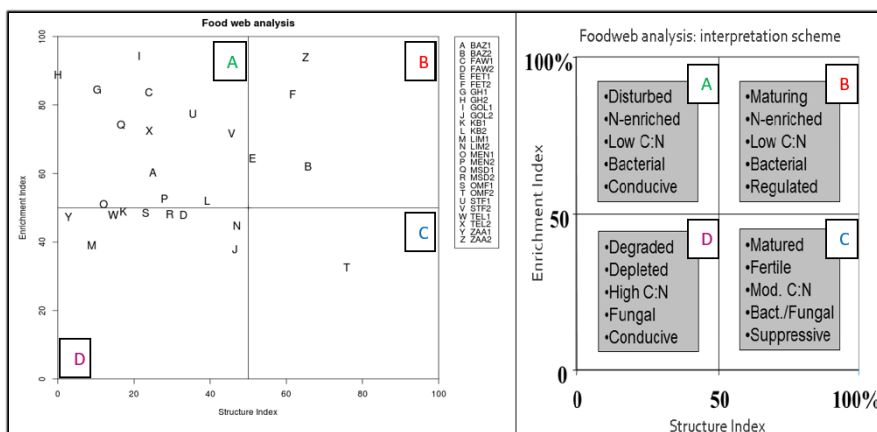 Food web analysis
100
80
60
40
20
0
Enrichment Index
A
B
I
Z
H
G
C
F
U
Q
X
V
E
B
A
P
L
O
K
W
K
S
R
K
N
M
J
T
C
D
0
20
40
60
80
100
Structure Index
A BAZ1
B BAZ2
C FAW1
D FAW2
E FET1
F FET2
G GH1
H GH2
I GOL1
J GOL2
K KB1
L KB2
M LIM1
N LIM2
O MEN1
P MEN2
Q MSD1
R MSD2
S OMF1
T OMF2
U STF1
V STF2
W TEL1
X TEL2
Y ZAA1
Z ZAA2
Foodweb analysis: interpretation scheme
100%
50
0
Enrichment Index
A
•Disturbed
•N-enriched
•Low C:N
•Bacterial
•Conducive
B
•Maturing
•N-enriched
•Low C:N
•Bacterial
•Regulated
D
•Degraded
•Depleted
•High C:N
•Fungal
•Conducive
C
•Matured
•Fertile
•Mod. C:N
•Bact./Fungal
•Suppressive
0
50
100%
Structure Index